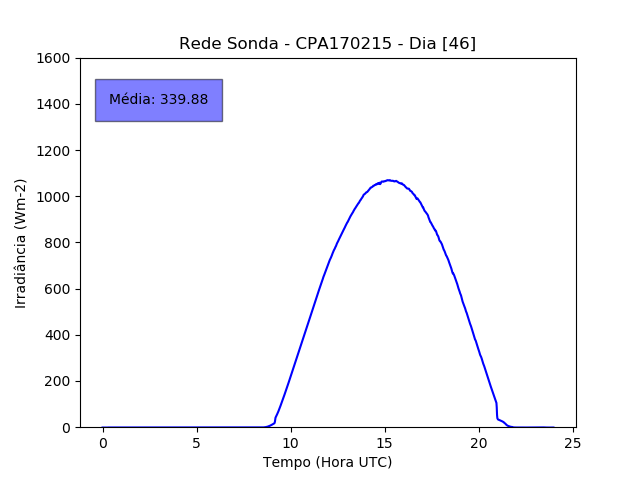 Rede Sonda - CPA170215 - Dia [46]
Média: 339.88
Irradiância (Wm-2)
1600
1400
1200
1000
800
600
400
200
0
0 5 10 15 20 25
Tempo (Hora UTC)